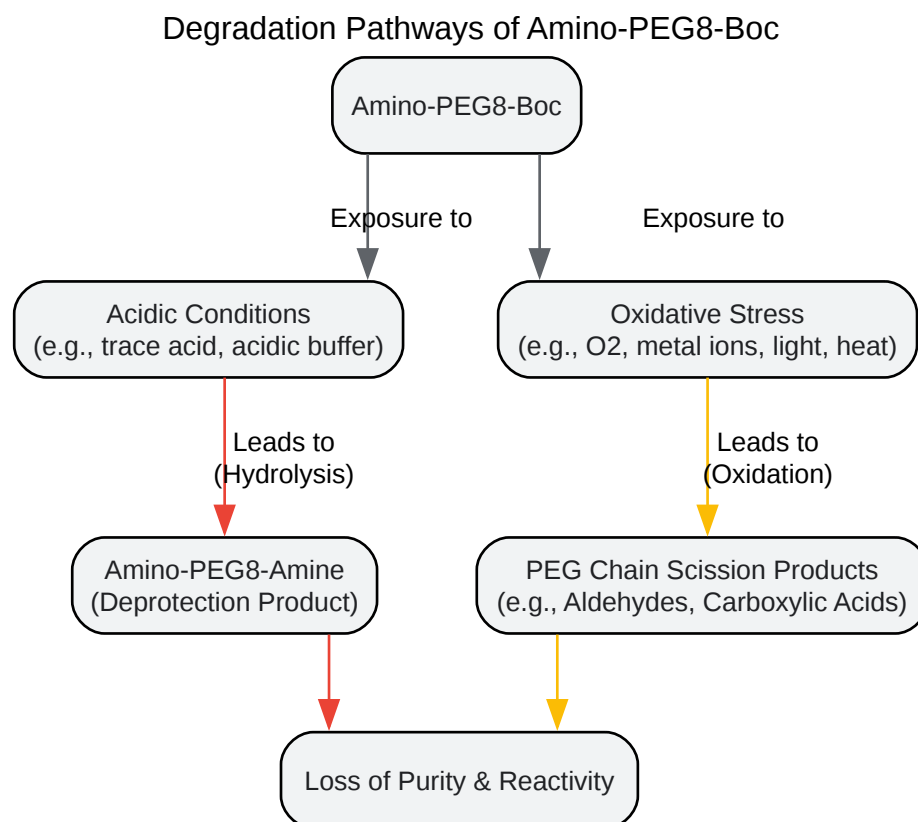 Degradation Pathways of Amino-PEG8-Boc
Amino-PEG8-Boc
Exposure to
Exposure to
Acidic Conditions
(e.g., trace acid, acidic buffer)
Oxidative Stress
(e.g., O2, metal ions, light, heat)
Leads to
(Hydrolysis)
Leads to
(Oxidation)
Amino-PEG8-Amine
(Deprotection Product)
PEG Chain Scission Products
(e.g., Aldehydes, Carboxylic Acids)
Loss of Purity & Reactivity